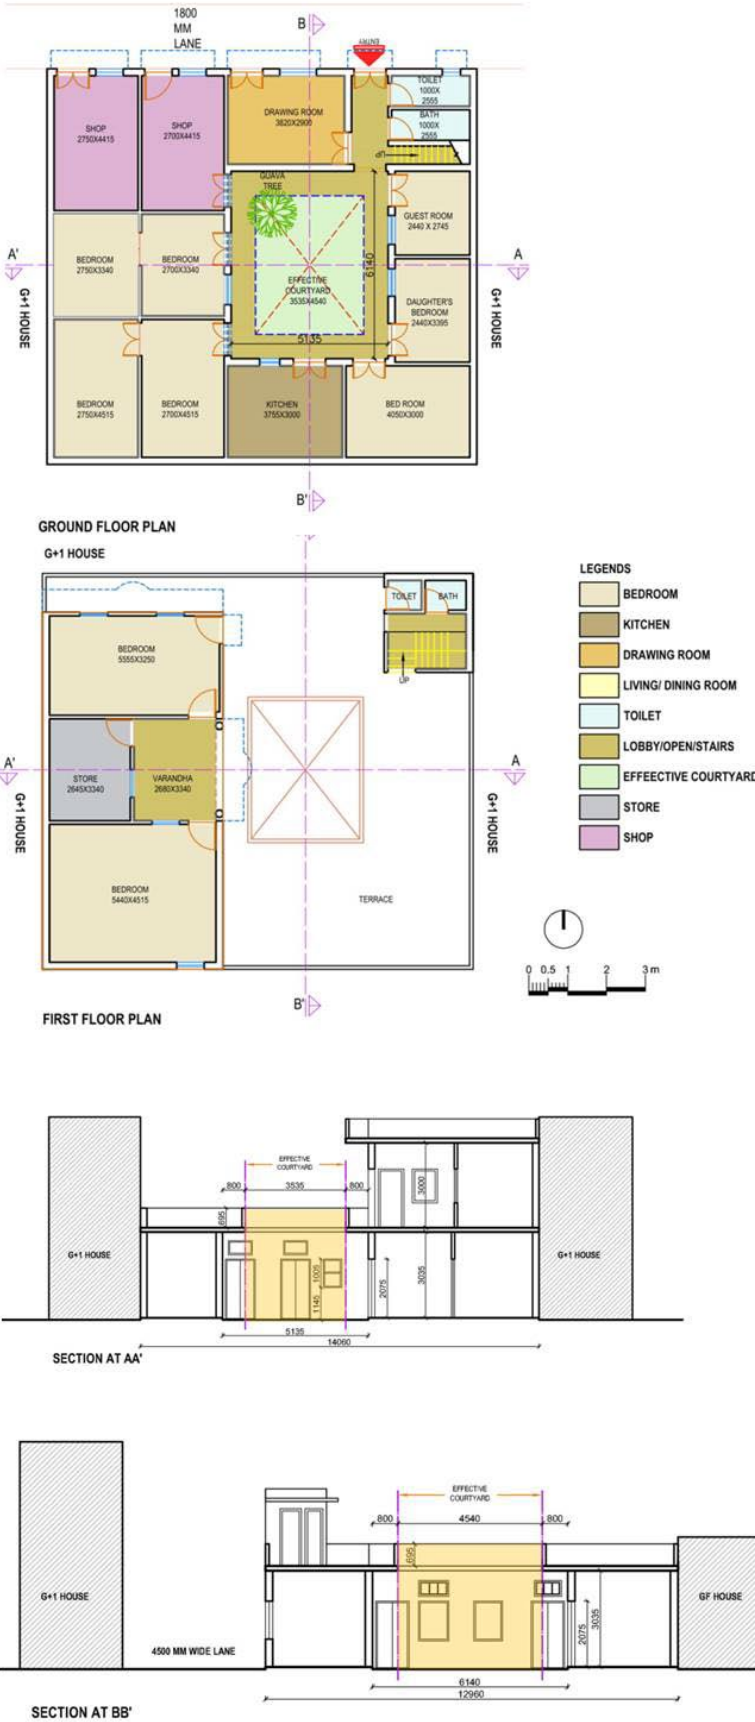 1800
MM
LANE
B
ENTRY
TOILET
1000X
2555
BATH
1000X
2555
SHOP
2750X4415
SHOP
2700X4415
DRAWING ROOM
3820X2900
UP
GUAVA
TREE
GUEST ROOM
2440 X 2745
A'
A
BEDROOM
2750X3340
BEDROOM
2700X3340
6140
EFFECTIVE
COURTYARD
3535X4540
G+1 HOUSE
G+1 HOUSE
DAUGHTER'S
BEDROOM
2440X3395
5135
BEDROOM
2750X4515
BEDROOM
2700X4515
KITCHEN
3755X3000
BED ROOM
4050X3000
B'
GROUND FLOOR PLAN
G+1 HOUSE
TOILET
BATH
UP
BEDROOM
5555X3250
A'
A
STORE
2645X3340
VARANDHA
2680X3340
G+1 HOUSE
G+1 HOUSE
BEDROOM
5440X4515
TERRACE
B'
FIRST FLOOR PLAN
LEGENDS
BEDROOM
KITCHEN
DRAWING ROOM
LIVING/ DINING ROOM
TOILET
LOBBY/OPEN/STAIRS
EFFEECTIVE COURTYARD
STORE
SHOP
0 0.5 1 2 3 m
EFFECTIVE
COURTYARD
800 3535 800
695
3000
G+1 HOUSE
G+1 HOUSE
1005
1145
2075
3035
5135
14060
SECTION AT AA'
EFFECTIVE
COURTYARD
800 4540 800
695
G+1 HOUSE
GF HOUSE
2075
3035
4500 MM WIDE LANE
6140
12960
SECTION AT BB'